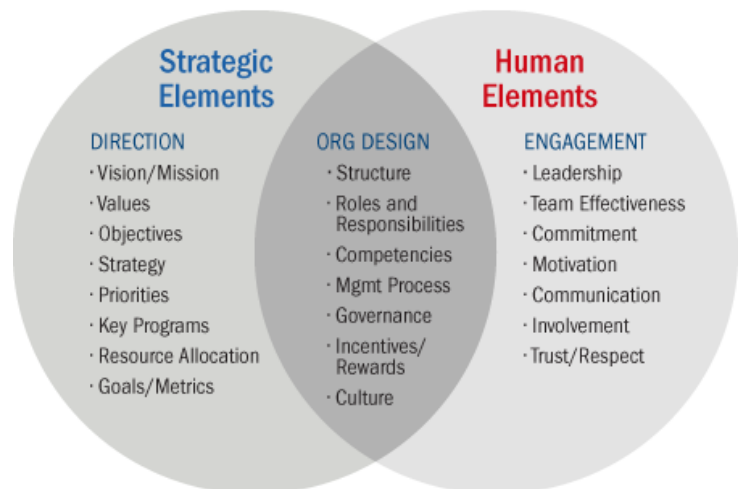 Strategic
Elements
DIRECTION
· Vision/Mission
· Values
· Objectives
· Strategy
· Priorities
· Key Programs
· Resource Allocation
· Goals/Metrics
ORG DESIGN
· Structure
· Roles and
Responsibilities
· Competencies
· Mgmt Process
· Governance
· Incentives/
Rewards
· Culture
Human
Elements
ENGAGEMENT
· Leadership
· Team Effectiveness
· Commitment
· Motivation
· Communication
· Involvement
· Trust/Respect